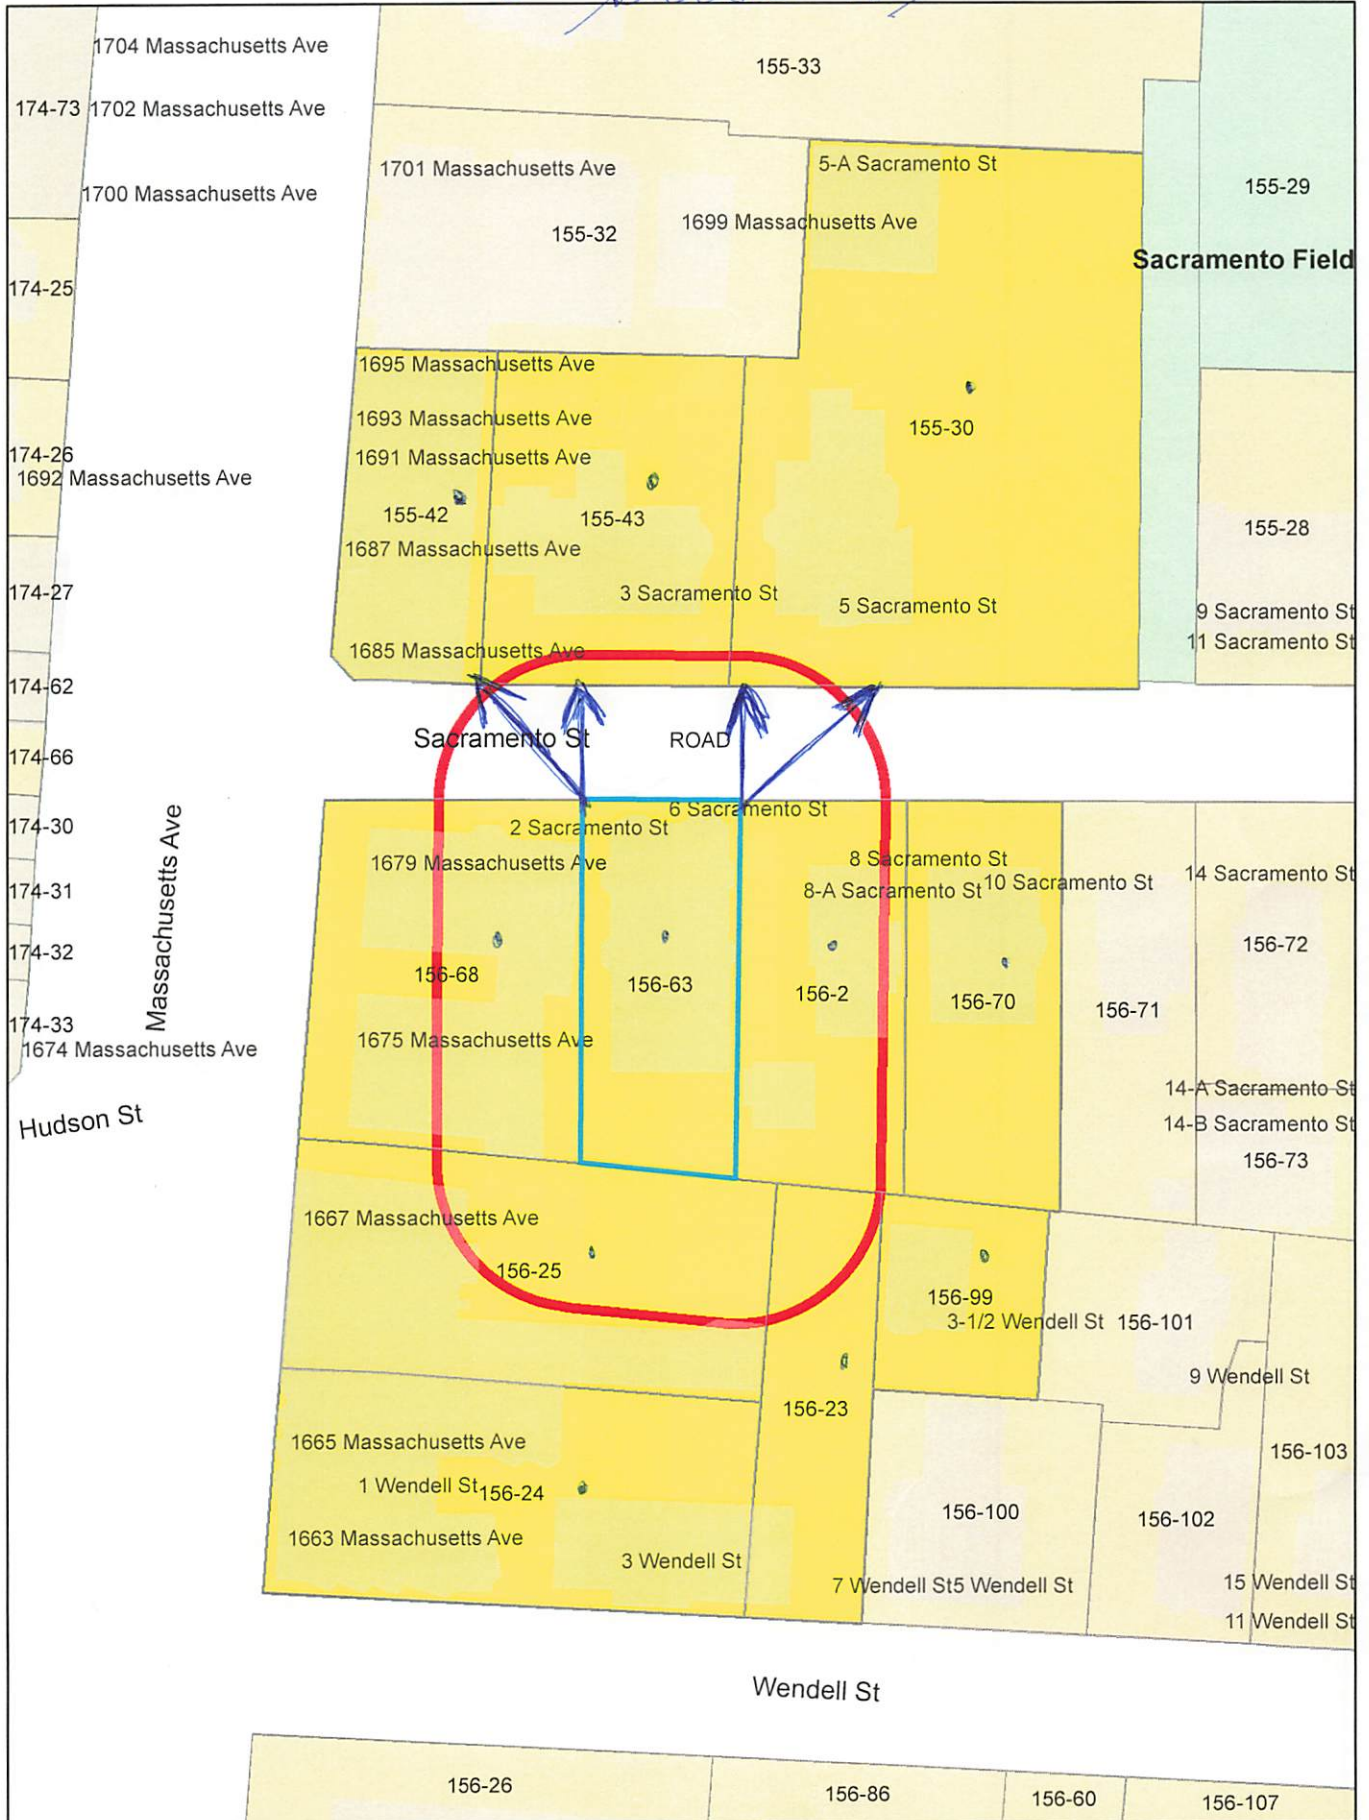 1704 Massachusetts Ave
155-33
174-73
1702 Massachusetts Ave
1701 Massachusetts Ave
5-A Sacramento St
1700 Massachusetts Ave
155-29
155-32
1699 Massachusetts Ave
Sacramento Field
174-25
1695 Massachusetts Ave
1693 Massachusetts Ave
155-30
174-26
1691 Massachusetts Ave
1692 Massachusetts Ave
155-42
155-43
155-28
1687 Massachusetts Ave
174-27
3 Sacramento St
5 Sacramento St
9 Sacramento St
11 Sacramento St
1685 Massachusetts Ave
174-62
Sacramento St
ROAD
174-66
6 Sacramento St
174-30
2 Sacramento St
1679 Massachusetts Ave
8 Sacramento St
8-A Sacramento St
10 Sacramento St
14 Sacramento St
174-31
Massachusetts Ave
174-32
156-68
156-63
156-2
156-70
156-71
156-72
174-33
1674 Massachusetts Ave
1675 Massachusetts Ave
14-A Sacramento St
Hudson St
14-B Sacramento St
156-73
1667 Massachusetts Ave
156-25
156-99
3-1/2 Wendell St
156-101
9 Wendell St
156-23
1665 Massachusetts Ave
156-103
1 Wendell St
156-24
156-100
156-102
1663 Massachusetts Ave
3 Wendell St
7 Wendell St
5 Wendell St
15 Wendell St
11 Wendell St
Wendell St
156-26
156-86
156-60
156-107